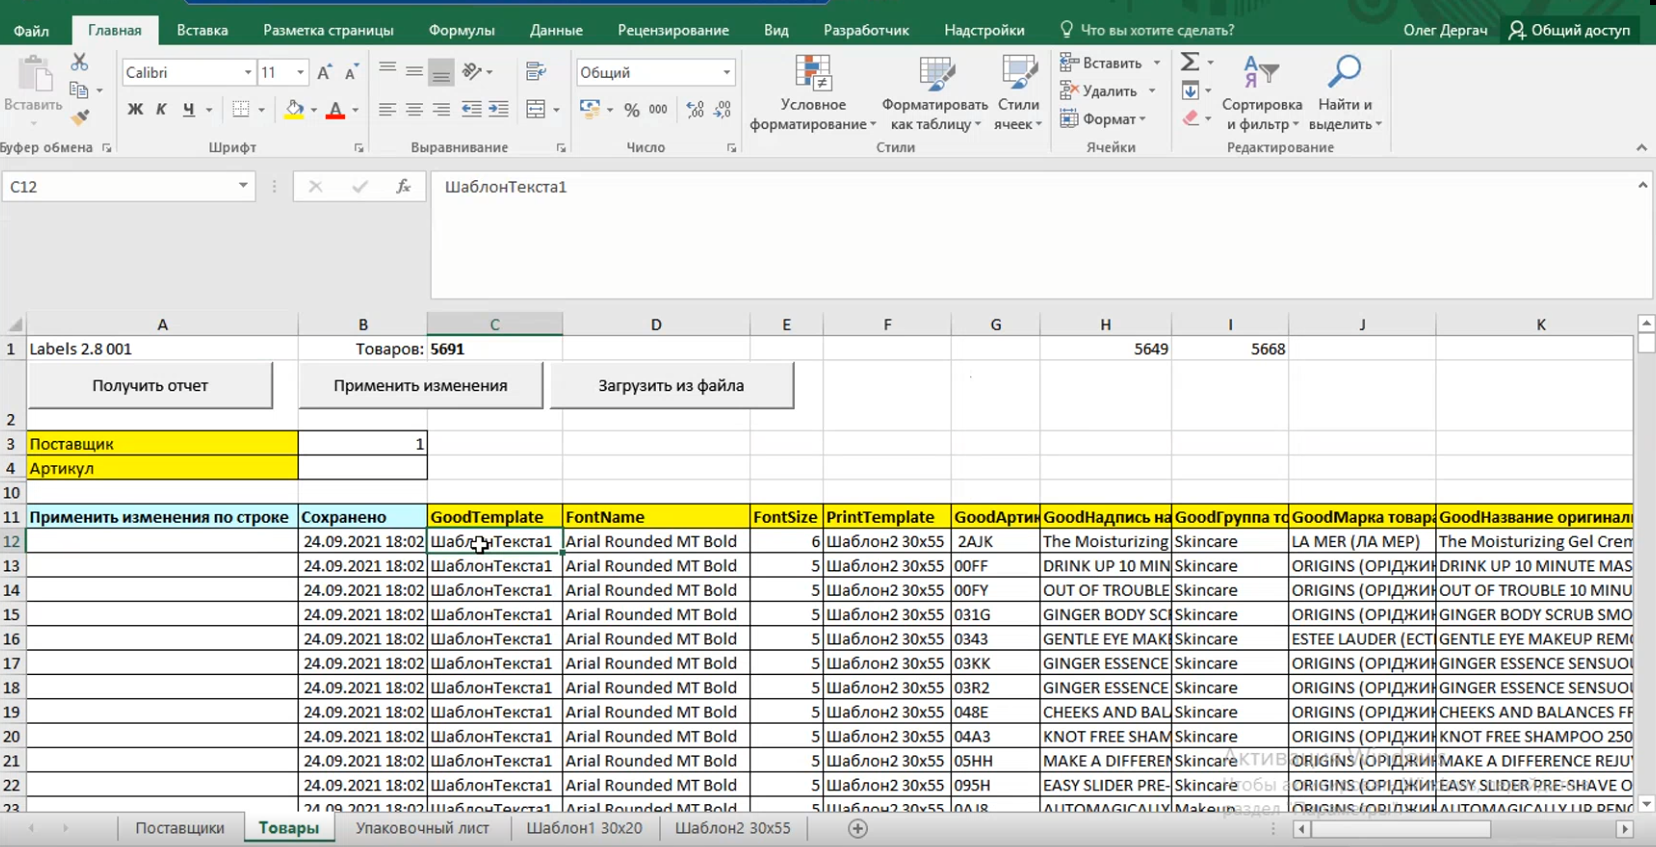 Файл Главная Вставка Разметка страницы Формулы Данные Рецензирование Вид Разработчик Надстройки Что вы хотите сделать? Олег Дергач Общий доступ
Вставить
Calibri 11
Ж К Ч
Общий
% 000
Условное форматирование
Форматировать как таблицу
Стили ячеек
Вставить
Удалить
Формат
Сортировка и фильтр
Найти и выделить
Буфер обмена Шрифт Выравнивание Число Стили Ячейки Редактирование
C12 fx ШаблонТекста1
A B C D E F G H I J K
1 Labels 2.8 001 Товаров: 5691 5649 5668
Получить отчет Применить изменения Загрузить из файла
2
3 Поставщик 1
4 Артикул
10
11 Применить изменения по строке Сохранено GoodTemplate FontName FontSize PrintTemplate GoodАртик GoodНадпись на GoodГруппа то GoodМарка товара GoodНазвание оригинал
12 24.09.2021 18:02 ШаблонТекста1 Arial Rounded MT Bold 6 Шаблон2 30x55 2AJK The Moisturizing Skincare LA MER (ЛА МЕР) The Moisturizing Gel Crem
13 24.09.2021 18:02 ШаблонТекста1 Arial Rounded MT Bold 5 Шаблон2 30x55 00FF DRINK UP 10 MIN Skincare ORIGINS (ОРІДЖИН DRINK UP 10 MINUTE MAS
14 24.09.2021 18:02 ШаблонТекста1 Arial Rounded MT Bold 5 Шаблон2 30x55 00FY OUT OF TROUBLE Skincare ORIGINS (ОРІДЖИН OUT OF TROUBLE 10 MINU
15 24.09.2021 18:02 ШаблонТекста1 Arial Rounded MT Bold 5 Шаблон2 30x55 031G GINGER BODY SCR Skincare ORIGINS (ОРІДЖИН GINGER BODY SCRUB SMO
16 24.09.2021 18:02 ШаблонТекста1 Arial Rounded MT Bold 5 Шаблон2 30x55 0343 GENTLE EYE MAKE Skincare ESTEE LAUDER (ЕСТЕ GENTLE EYE MAKEUP REMO
17 24.09.2021 18:02 ШаблонТекста1 Arial Rounded MT Bold 5 Шаблон2 30x55 03KK GINGER ESSENCE Skincare ORIGINS (ОРІДЖИН GINGER ESSENCE SENSUOU
18 24.09.2021 18:02 ШаблонТекста1 Arial Rounded MT Bold 5 Шаблон2 30x55 03R2 GINGER ESSENCE Skincare ORIGINS (ОРІДЖИН GINGER ESSENCE SENSUOU
19 24.09.2021 18:02 ШаблонТекста1 Arial Rounded MT Bold 5 Шаблон2 30x55 048E CHEEKS AND BALA Skincare ORIGINS (ОРІДЖИН CHEEKS AND BALANCES FR
20 24.09.2021 18:02 ШаблонТекста1 Arial Rounded MT Bold 5 Шаблон2 30x55 04A3 KNOT FREE SHAM Skincare ORIGINS (ОРІДЖИН KNOT FREE SHAMPOO 250
21 24.09.2021 18:02 ШаблонТекста1 Arial Rounded MT Bold 5 Шаблон2 30x55 05HH MAKE A DIFFEREN Skincare ORIGINS (ОРІДЖИН MAKE A DIFFERENCE REJU
22 24.09.2021 18:02 ШаблонТекста1 Arial Rounded MT Bold 5 Шаблон2 30x55 095H EASY SLIDER PRE- Skincare ORIGINS (ОРІДЖИН EASY SLIDER PRE-SHAVE O
23 24.09.2021 18:02 ШаблонТекста1 Arial Rounded MT Bold 5 Шаблон2 30x55 0AJ8 AUTOMAGICALLY Makeup ORIGINS (ОРІДЖИН AUTOMAGICALLY
Активация Windows
Чтобы активировать Windows, перейдите в
раздел "Параметры".
Поставщики Товары Упаковочный лист Шаблон1 30x20 Шаблон2 30x55